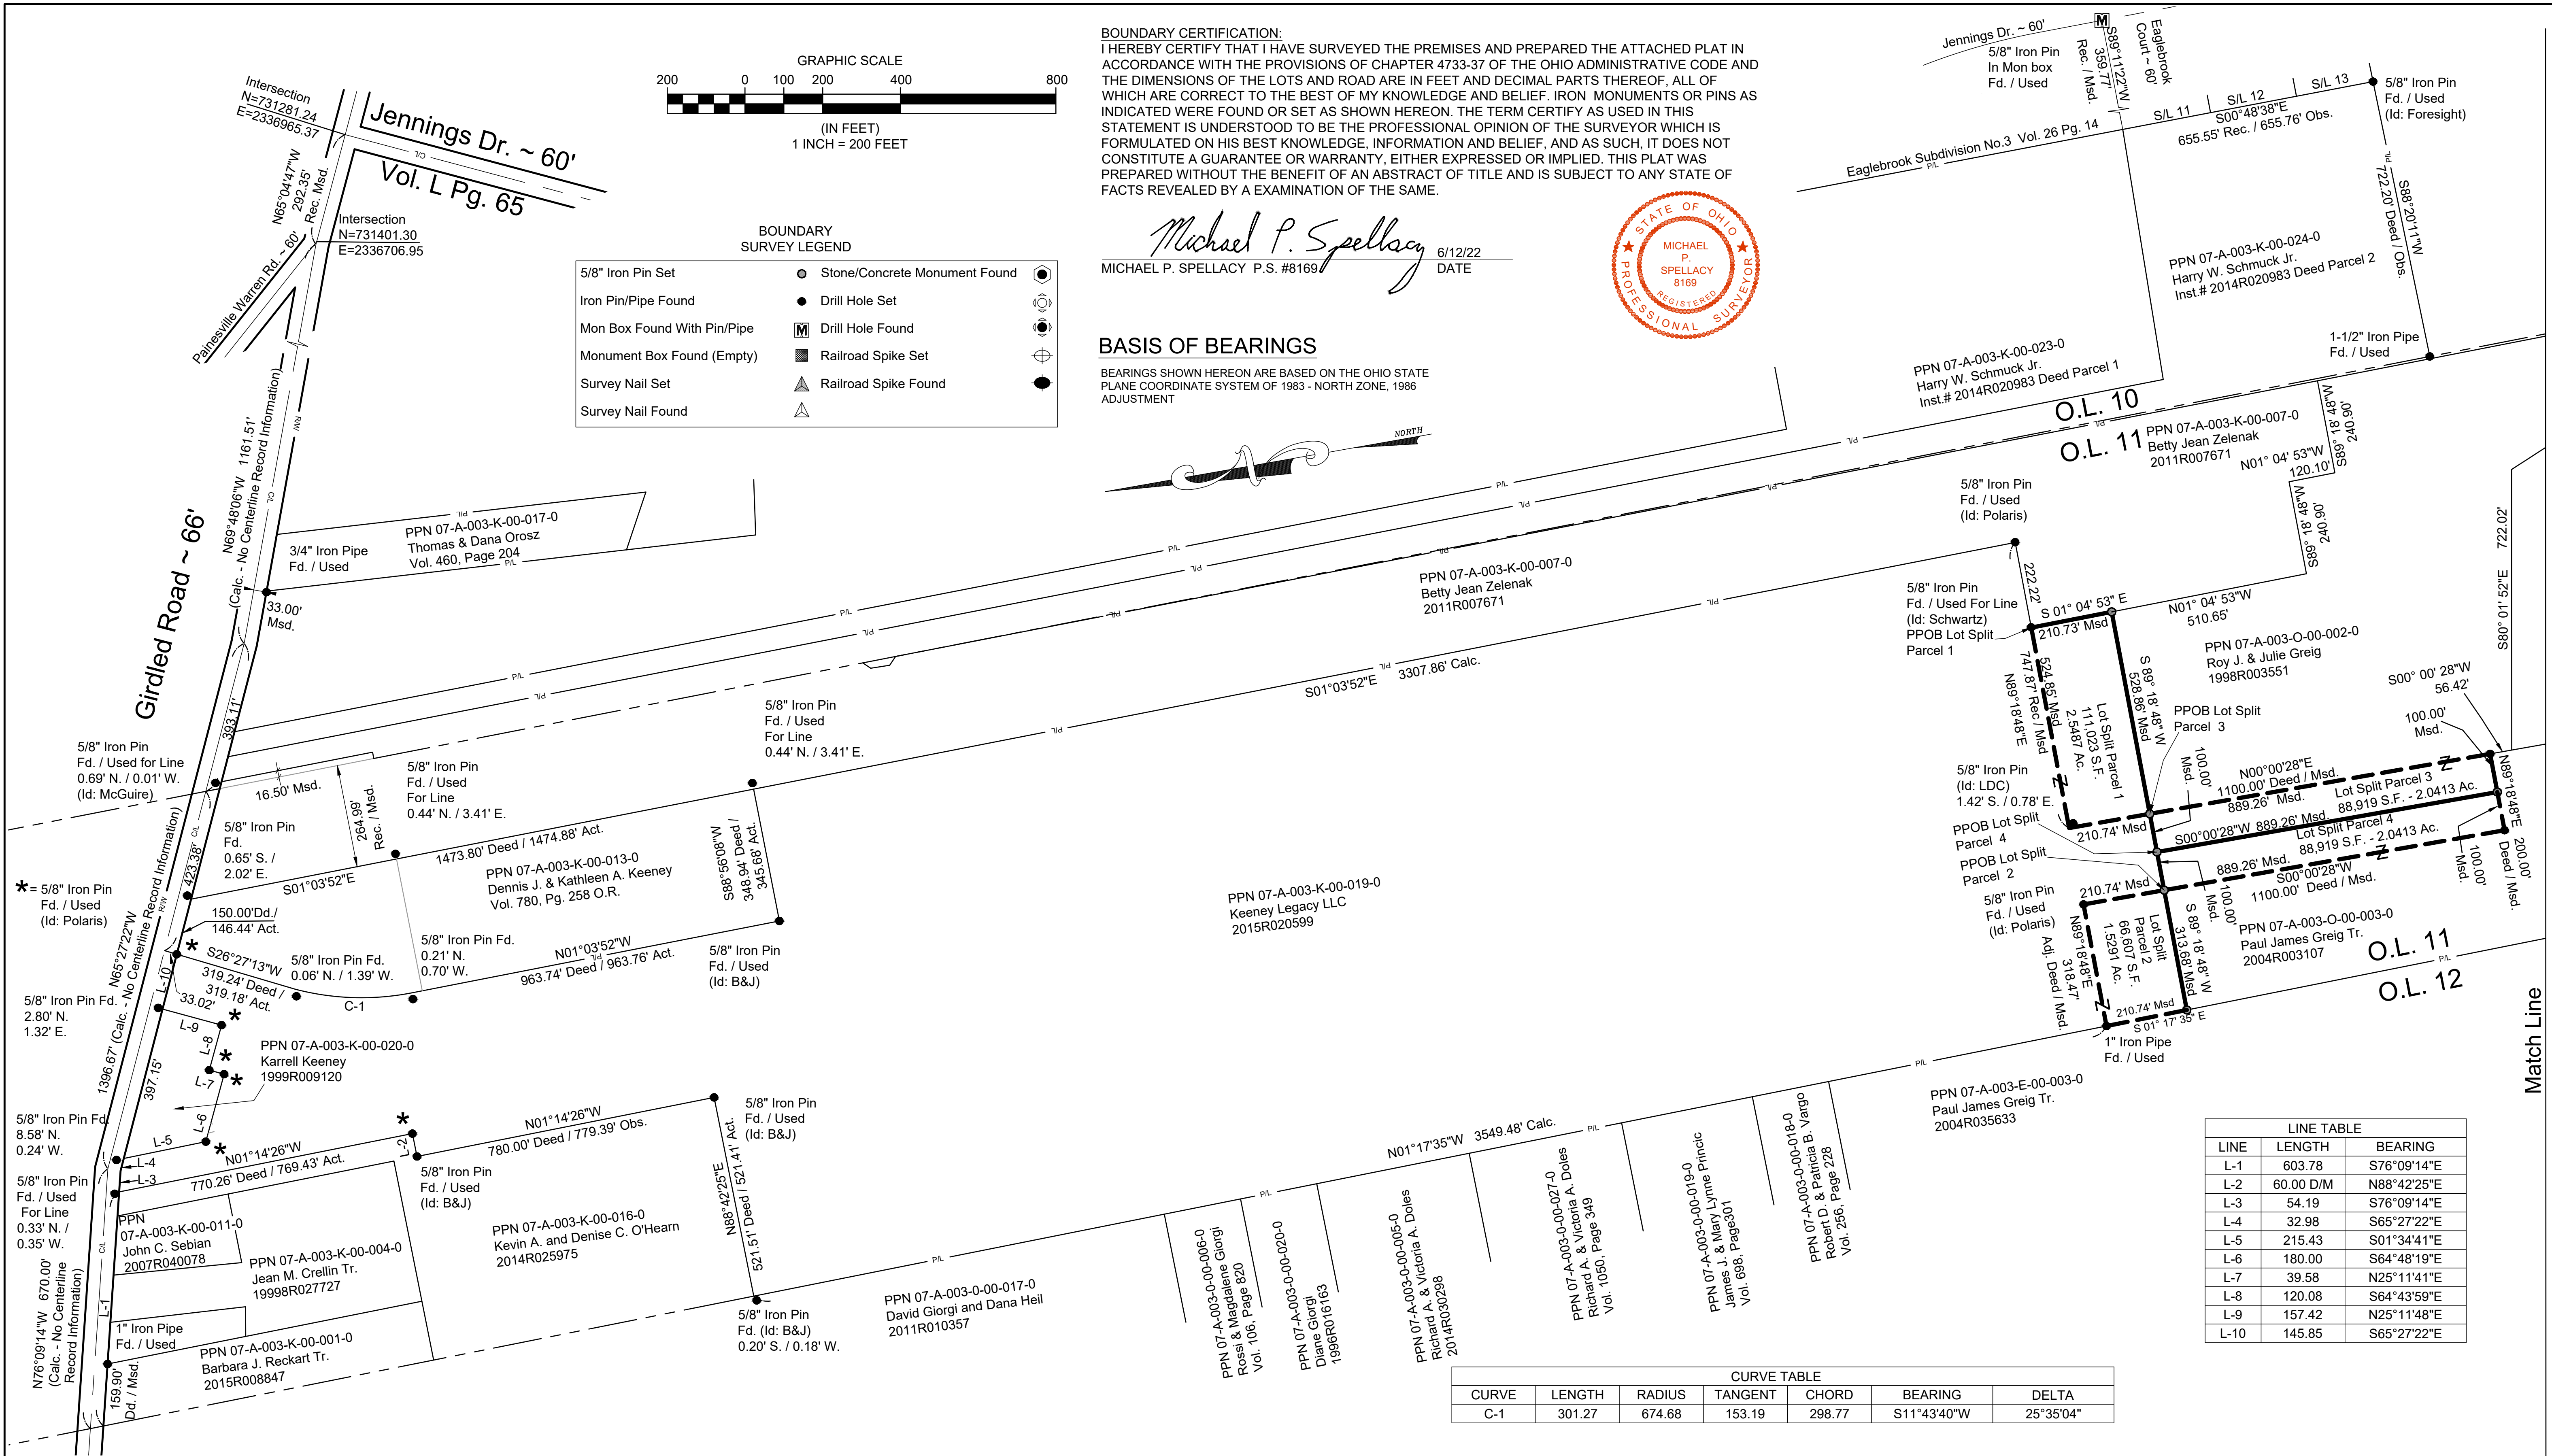 Intersection
N=731281.24
E=2336965.37
Jennings Dr. ~ 60'
Vol. L Pg. 65
C/L
N65°04'47"W
292.35'
Rec. Msd.
Intersection
N=731401.30
E=2336706.95
Painesville Warren Rd. ~ 60'
GRAPHIC SCALE
200 0 100 200 400 800
(IN FEET)
1 INCH = 200 FEET
BOUNDARY
SURVEY LEGEND
5/8" Iron Pin Set Stone/Concrete Monument Found
Iron Pin/Pipe Found Drill Hole Set
Mon Box Found With Pin/Pipe M Drill Hole Found
Monument Box Found (Empty) Railroad Spike Set
Survey Nail Set Railroad Spike Found
Survey Nail Found
BOUNDARY CERTIFICATION:
I HEREBY CERTIFY THAT I HAVE SURVEYED THE PREMISES AND PREPARED THE ATTACHED PLAT IN
ACCORDANCE WITH THE PROVISIONS OF CHAPTER 4733-37 OF THE OHIO ADMINISTRATIVE CODE AND
THE DIMENSIONS OF THE LOTS AND ROAD ARE IN FEET AND DECIMAL PARTS THEREOF, ALL OF
WHICH ARE CORRECT TO THE BEST OF MY KNOWLEDGE AND BELIEF. IRON MONUMENTS OR PINS AS
INDICATED WERE FOUND OR SET AS SHOWN HEREON. THE TERM CERTIFY AS USED IN THIS
STATEMENT IS UNDERSTOOD TO BE THE PROFESSIONAL OPINION OF THE SURVEYOR WHICH IS
FORMULATED ON HIS BEST KNOWLEDGE, INFORMATION AND BELIEF, AND AS SUCH, IT DOES NOT
CONSTITUTE A GUARANTEE OR WARRANTY, EITHER EXPRESSED OR IMPLIED. THIS PLAT WAS
PREPARED WITHOUT THE BENEFIT OF AN ABSTRACT OF TITLE AND IS SUBJECT TO ANY STATE OF
FACTS REVEALED BY A EXAMINATION OF THE SAME.
Michael P. Spellacy
6/12/22
MICHAEL P. SPELLACY P.S. #8169
DATE
STATE OF OHIO
MICHAEL
P.
SPELLACY
8169
REGISTERED
PROFESSIONAL SURVEYOR
BASIS OF BEARINGS
BEARINGS SHOWN HEREON ARE BASED ON THE OHIO STATE
PLANE COORDINATE SYSTEM OF 1983 - NORTH ZONE, 1986
ADJUSTMENT
NORTH
Jennings Dr. ~ 60'
M
5/8" Iron Pin
In Mon box
Fd. / Used
S89°11'22"W
359.77'
Rec. / Msd.
Eaglebrook
Court ~ 60'
S/L 11
S/L 12
S/L 13
S00°48'38"E
655.55' Rec. / 655.76' Obs.
5/8" Iron Pin
Fd. / Used
(Id: Foresight)
Eaglebrook Subdivision No.3 Vol. 26 Pg. 14
P/L
P/L
S88°20'11"W
722.20' Deed / Obs.
PPN 07-A-003-K-00-024-0
Harry W. Schmuck Jr.
Inst.# 2014R020983 Deed Parcel 2
1-1/2" Iron Pipe
Fd. / Used
PPN 07-A-003-K-00-023-0
Harry W. Schmuck Jr.
Inst.# 2014R020983 Deed Parcel 1
O.L. 10
O.L. 11
PPN 07-A-003-K-00-007-0
Betty Jean Zelenak
2011R007671
S89° 18' 48"W
240.90'
N01° 04' 53"W
120.10'
S89° 18' 48"W
240.90'
N01° 04' 53"W
510.65'
S80° 01' 52"E 722.02'
Girdled Road ~ 66'
N69°48'06"W 1161.51'
(Calc. - No Centerline Record Information)
R/W
C/L
PPN 07-A-003-K-00-017-0
Thomas & Dana Orosz
Vol. 460, Page 204
P/L
P/L
3/4" Iron Pipe
Fd. / Used
33.00'
Msd.
393.11'
5/8" Iron Pin
Fd. / Used for Line
0.69' N. / 0.01' W.
(Id: McGuire)
16.50' Msd.
264.99'
Rec. / Msd.
5/8" Iron Pin
Fd. / Used
For Line
0.44' N. / 3.41' E.
5/8" Iron Pin
Fd. / Used
For Line
0.44' N. / 3.41' E.
5/8" Iron Pin
Fd.
0.65' S. /
2.02' E.
423.38'
C/L
R/W
* = 5/8" Iron Pin
Fd. / Used
(Id: Polaris)
S01°03'52"E
1473.80' Deed / 1474.88' Act.
PPN 07-A-003-K-00-013-0
Dennis J. & Kathleen A. Keeney
Vol. 780, Pg. 258 O.R.
S88°56'08"W
348.94' Deed /
345.68' Act.
150.00'Dd./
146.44' Act.
N65°27'22"W
1396.67' (Calc. - No Centerline Record Information)
S26°27'13"W
319.24' Deed /
319.18' Act.
5/8" Iron Pin Fd.
0.06' N. / 1.39' W.
5/8" Iron Pin Fd.
0.21' N.
0.70' W.
C-1
N01°03'52"W
P/L
963.74' Deed / 963.76' Act.
5/8" Iron Pin
Fd. / Used
(Id: B&J)
5/8" Iron Pin Fd.
2.80' N.
1.32' E.
L-10
33.02'
L-9
*
L-8
*
L-7
*
L-6
*
L-5
397.15'
PPN 07-A-003-K-00-020-0
Karrell Keeney
1999R009120
5/8" Iron Pin Fd.
8.58' N.
0.24' W.
L-4
L-3
N01°14'26"W
770.26' Deed / 769.43' Act.
*
L-2
5/8" Iron Pin
Fd. / Used
(Id: B&J)
N01°14'26"W
780.00' Deed / 779.39' Obs.
5/8" Iron Pin
Fd. / Used
(Id: B&J)
5/8" Iron Pin
Fd. / Used
For Line
0.33' N. /
0.35' W.
PPN
07-A-003-K-00-011-0
John C. Sebian
2007R040078
PPN 07-A-003-K-00-004-0
Jean M. Crellin Tr.
19998R027727
PPN 07-A-003-K-00-016-0
Kevin A. and Denise C. O'Hearn
2014R025975
N88°42'25"E
521.51' Deed / 521.41' Act.
N76°09'14"W 670.00'
(Calc. - No Centerline
Record Information)
C/L
L-1
1" Iron Pipe
Fd. / Used
PPN 07-A-003-K-00-001-0
Barbara J. Reckart Tr.
2015R008847
159.90'
Dd. / Msd.
5/8" Iron Pin
Fd. (Id: B&J)
0.20' S. / 0.18' W.
PPN 07-A-003-0-00-017-0
David Giorgi and Dana Heil
2011R010357
PPN 07-A-003-K-00-007-0
Betty Jean Zelenak
2011R007671
S01°03'52"E 3307.86' Calc.
PPN 07-A-003-K-00-019-0
Keeney Legacy LLC
2015R020599
N01°17'35"W 3549.48' Calc.
PPN 07-A-003-0-00-006-0
Rossi & Magdalene Giorgi
Vol. 106, Page 820
PPN 07-A-003-0-00-020-0
Diane Giorgi
1996R016163
PPN 07-A-003-0-00-005-0
Richard A. & Victoria A. Doles
2014R030298
PPN 07-A-003-0-00-027-0
Richard A. & Victoria A. Doles
Vol. 1050, Page 349
PPN 07-A-003-0-00-019-0
James J. & Mary Lynne Princic
Vol. 698, Page301
PPN 07-A-003-0-00-018-0
Robert D. & Patricia B. Vargo
Vol. 256, Page 228
PPN 07-A-003-E-00-003-0
Paul James Greig Tr.
2004R035633
5/8" Iron Pin
Fd. / Used
(Id: Polaris)
222.22'
5/8" Iron Pin
Fd. / Used For Line
(Id: Schwartz)
PPOB Lot Split
Parcel 1
S 01° 04' 53" E
210.73' Msd
524.85' Msd
747.87' Rec / Msd
N89°18'48"E
Lot Split Parcel 1
111,023 S.F.
2.5487 Ac.
S 89° 18' 48" W
528.86' Msd
PPN 07-A-003-O-00-002-0
Roy J. & Julie Greig
1998R003551
S00° 00' 28"W
56.42'
PPOB Lot Split
Parcel 3
100.00'
Msd.
100.00'
Msd.
5/8" Iron Pin
(Id: LDC)
1.42' S. / 0.78' E.
N00°00'28"E
1100.00' Deed / Msd.
889.26' Msd.
Lot Split Parcel 3
88,919 S.F. - 2.0413 Ac.
N89°18'48"E 200.00'
Deed / Msd.
210.74' Msd
PPOB Lot Split
Parcel 4
S00°00'28"W 889.26' Msd.
Lot Split Parcel 4
88,919 S.F. - 2.0413 Ac.
889.26' Msd.
S00°00'28"W
1100.00' Deed / Msd.
100.00'
Msd.
PPOB Lot Split
Parcel 2
5/8" Iron Pin
Fd. / Used
(Id: Polaris)
210.74' Msd
100.00'
Msd.
N89°18'48"E
318.47'
Adj. Deed / Msd.
Lot Split
Parcel 2
66,607 S.F.
1.5291 Ac.
S 89° 18' 48" W
313.68' Msd
PPN 07-A-003-O-00-003-0
Paul James Greig Tr.
2004R003107
O.L. 11
O.L. 12
210.74' Msd
S 01° 17' 35" E
1" Iron Pipe
Fd. / Used
Match Line
LINE TABLE
LINE LENGTH BEARING
L-1 603.78 S76°09'14"E
L-2 60.00 D/M N88°42'25"E
L-3 54.19 S76°09'14"E
L-4 32.98 S65°27'22"E
L-5 215.43 S01°34'41"E
L-6 180.00 S64°48'19"E
L-7 39.58 N25°11'41"E
L-8 120.08 S64°43'59"E
L-9 157.42 N25°11'48"E
L-10 145.85 S65°27'22"E
CURVE TABLE
CURVE LENGTH RADIUS TANGENT CHORD BEARING DELTA
C-1 301.27 674.68 153.19 298.77 S11°43'40"W 25°35'04"